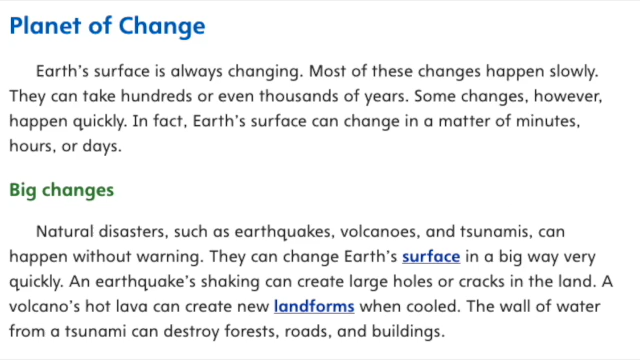 Planet of Change
Earth's surface is always changing. Most of these changes happen slowly.
They can take hundreds or even thousands of years. Some changes, however,
happen quickly. In fact, Earth's surface can change in a matter of minutes,
hours, or days.
Big changes
Natural disasters, such as earthquakes, volcanoes, and tsunamis, can
happen without warning. They can change Earth's surface in a big way very
quickly. An earthquake's shaking can create large holes or cracks in the land. A
volcano's hot lava can create new landforms when cooled. The wall of water
from a tsunami can destroy forests, roads, and buildings.